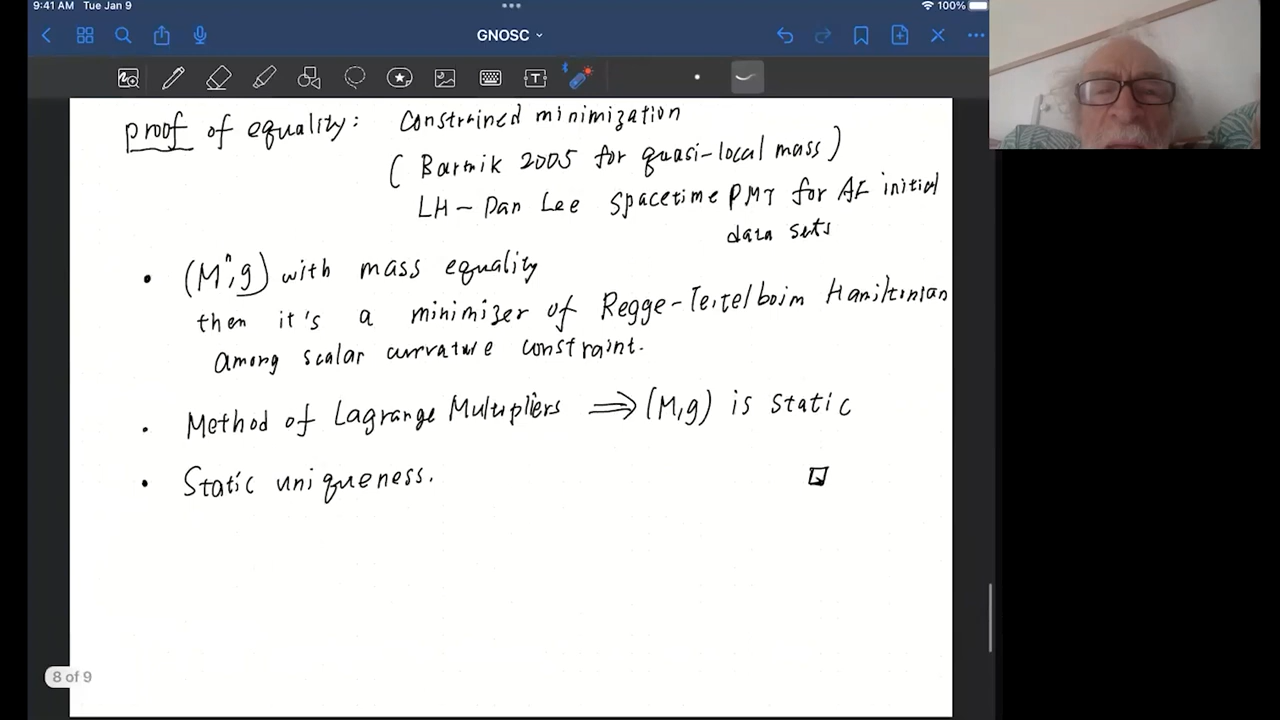 9:41 AM Tue Jan 9
100%
GNOSC
proof of equality: Constrained minimization
(Bartnik 2005 for quasi-local mass)
LH-Dan Lee spacetime PMT for AF initial
data sets
• (Mⁿ, g) with mass equality
then it's a minimizer of Regge-Teitelboim Hamiltonian
among scalar curvature constraint.
• Method of Lagrange Multipliers ⟹ (M, g) is static
• Static uniqueness. □
8 of 9